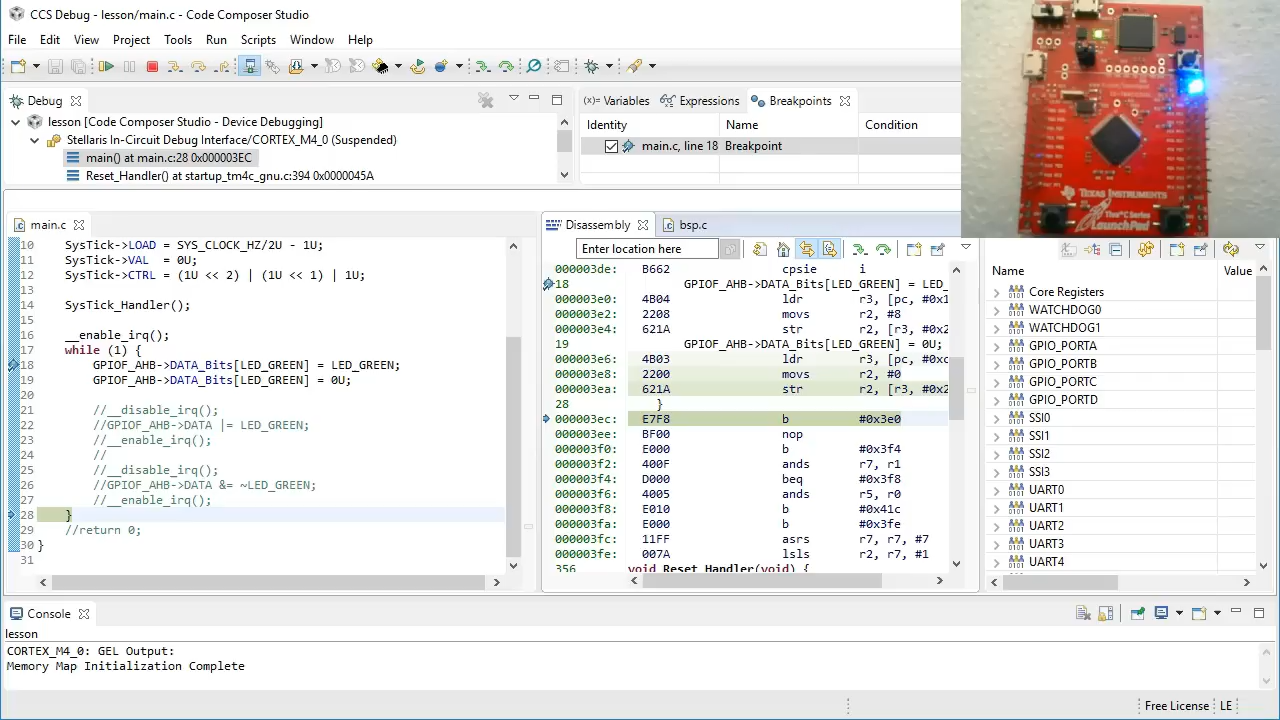 CCS Debug - lesson/main.c - Code Composer Studio
File Edit View Project Tools Run Scripts Window Help
Debug
lesson [Code Composer Studio - Device Debugging]
Stellaris In-Circuit Debug Interface/CORTEX_M4_0 (Suspended)
main() at main.c:28 0x000003EC
Reset_Handler() at startup_tm4c_gnu.c:394 0x0000045A
(x)= Variables Expressions Breakpoints
Identity Name Condition
main.c, line 18 Breakpoint
TEXAS INSTRUMENTS
Tiva C Series
LaunchPad
main.c
10 SysTick->LOAD = SYS_CLOCK_HZ/2U - 1U;
11 SysTick->VAL  = 0U;
12 SysTick->CTRL = (1U << 2) | (1U << 1) | 1U;
13
14 SysTick_Handler();
15
16 __enable_irq();
17 while (1) {
18 GPIOF_AHB->DATA_Bits[LED_GREEN] = LED_GREEN;
19 GPIOF_AHB->DATA_Bits[LED_GREEN] = 0U;
20
21 //__disable_irq();
22 //GPIOF_AHB->DATA |= LED_GREEN;
23 //__enable_irq();
24 //
25 //__disable_irq();
26 //GPIOF_AHB->DATA &= ~LED_GREEN;
27 //__enable_irq();
28 }
29 //return 0;
30 }
31
Disassembly bsp.c
Enter location here
000003de: B662 cpsie i
18 GPIOF_AHB->DATA_Bits[LED_GREEN] = LED_
000003e0: 4B04 ldr r3, [pc, #0x1
000003e2: 2208 movs r2, #8
000003e4: 621A str r2, [r3, #0x2
19 GPIOF_AHB->DATA_Bits[LED_GREEN] = 0U;
000003e6: 4B03 ldr r3, [pc, #0xc
000003e8: 2200 movs r2, #0
000003ea: 621A str r2, [r3, #0x2
28 }
000003ec: E7F8 b #0x3e0
000003ee: BF00 nop
000003f0: E000 b #0x3f4
000003f2: 400F ands r7, r1
000003f4: D000 beq #0x3f8
000003f6: 4005 ands r5, r0
000003f8: E010 b #0x41c
000003fa: E000 b #0x3fe
000003fc: 11FF asrs r7, r7, #7
000003fe: 007A lsls r2, r7, #1
356 void Reset_Handler(void) {
Name Value
Core Registers
WATCHDOG0
WATCHDOG1
GPIO_PORTA
GPIO_PORTB
GPIO_PORTC
GPIO_PORTD
SSI0
SSI1
SSI2
SSI3
UART0
UART1
UART2
UART3
UART4
Console
lesson
CORTEX_M4_0: GEL Output:
Memory Map Initialization Complete
Free License LE